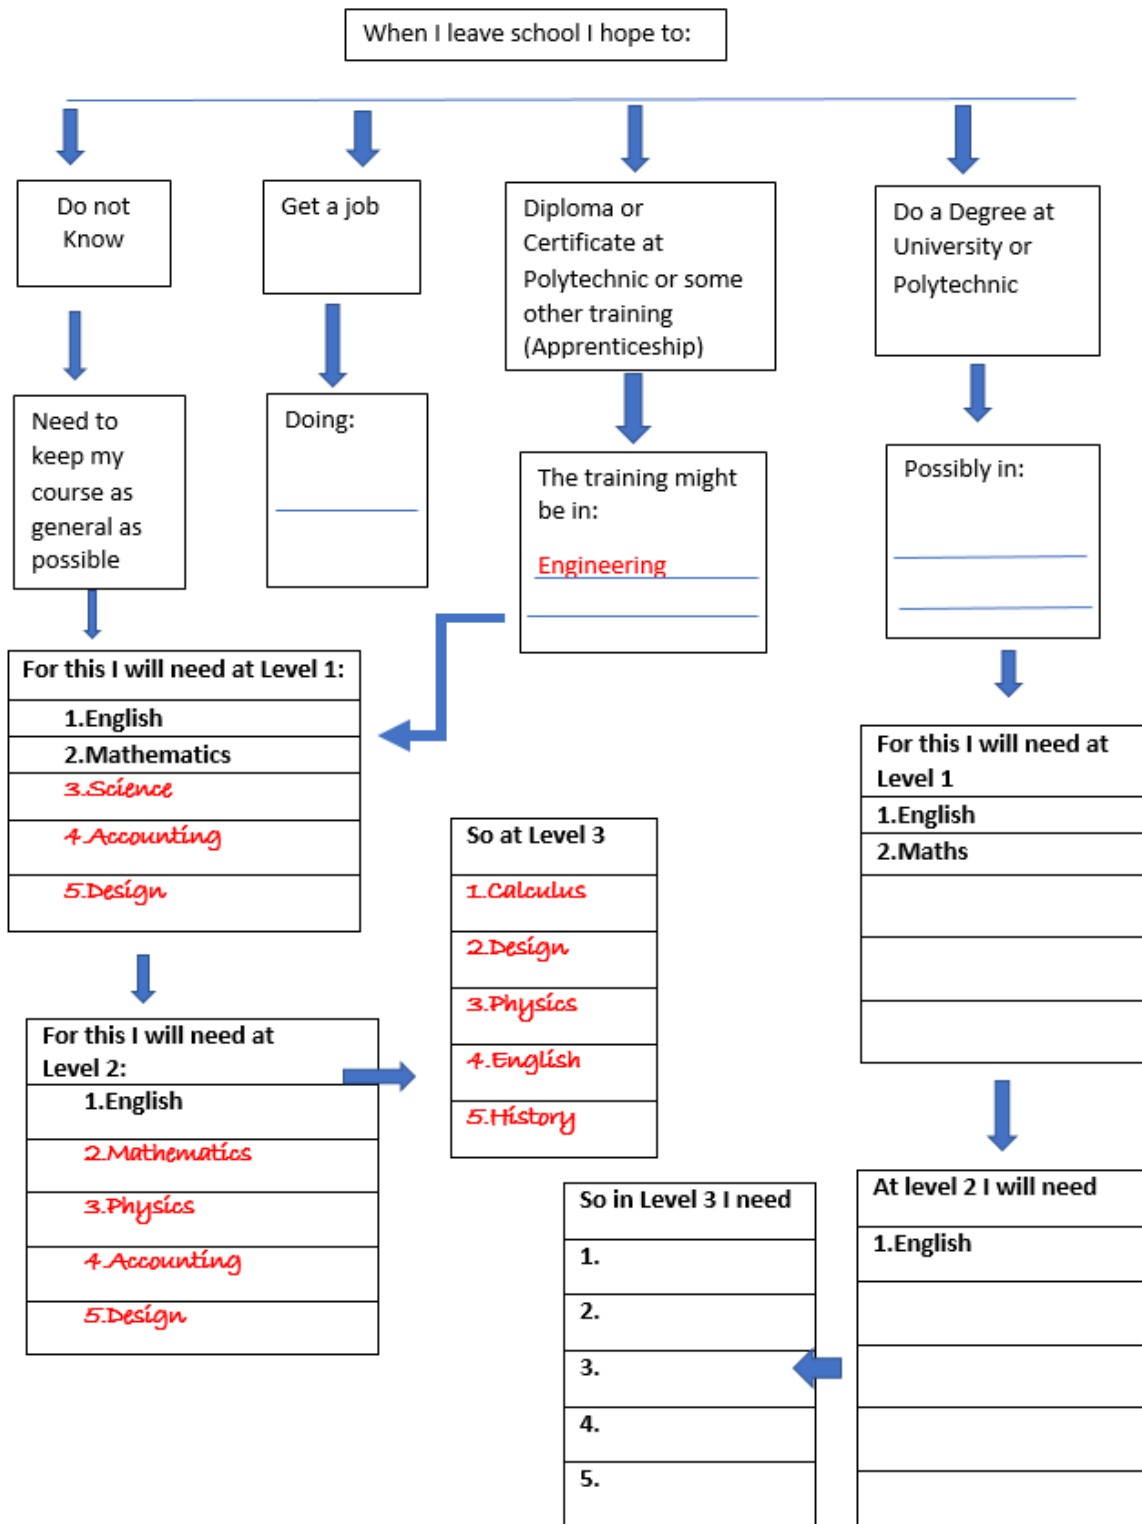 When I leave school I hope to:
Do not
Know
Get a job
Diploma or
Certificate at
Polytechnic or some
other training
(Apprenticeship)
Do a Degree at
University or
Polytechnic
Need to
keep my
course as
general as
possible
Doing:
The training might
be in:
Engineering
Possibly in:
For this I will need at Level 1:
1.English
2.Mathematics
3.Science
4.Accounting
5.Design
For this I will need at
Level 2:
1.English
2.Mathematics
3.Physics
4.Accounting
5.Design
So at Level 3
1.Calculus
2.Design
3.Physics
4.English
5.History
For this I will need at
Level 1
1.English
2.Maths
At level 2 I will need
1.English
So in Level 3 I need
1.
2.
3.
4.
5.